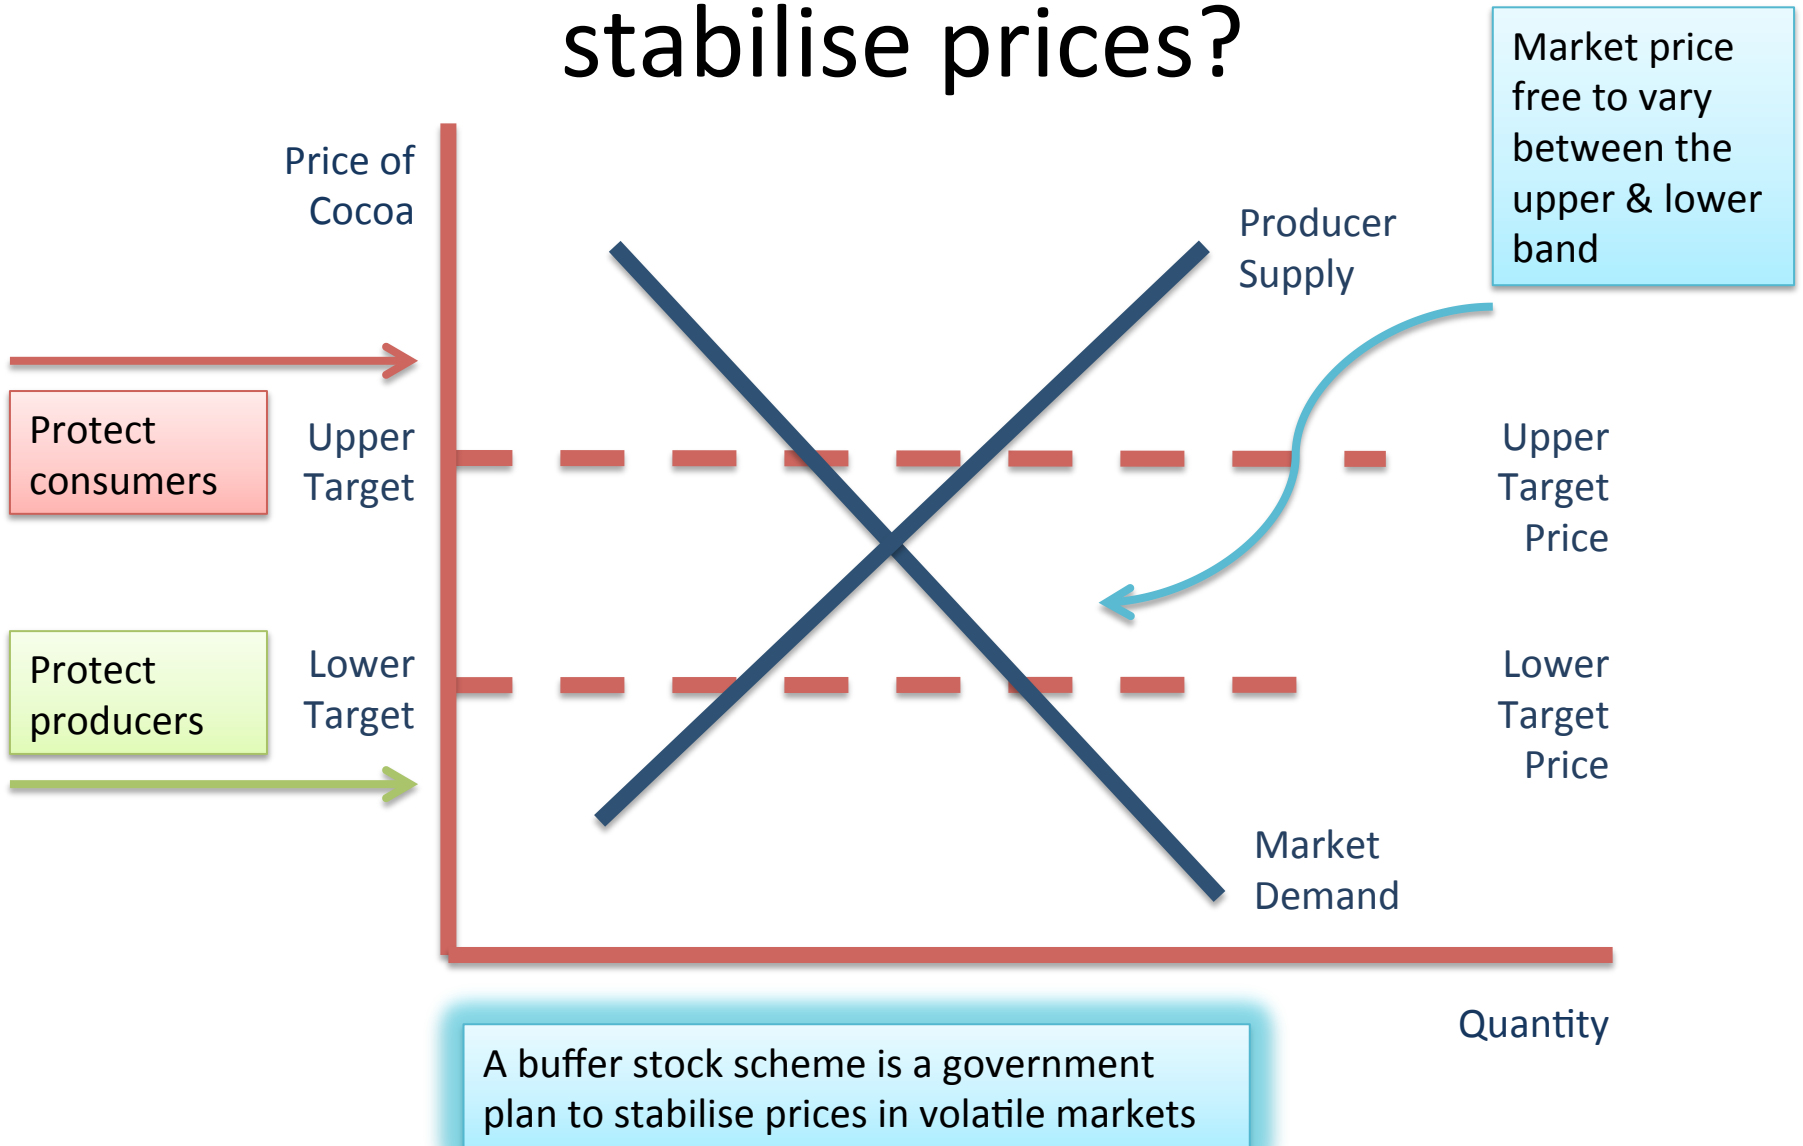 stabilise prices?
Market price
free to vary
between the
upper & lower
band
Price of
Cocoa
Producer
Supply
Protect
consumers
Upper
Target
Upper
Target
Price
Protect
producers
Lower
Target
Lower
Target
Price
Market
Demand
Quantity
A buffer stock scheme is a government
plan to stabilise prices in volatile markets